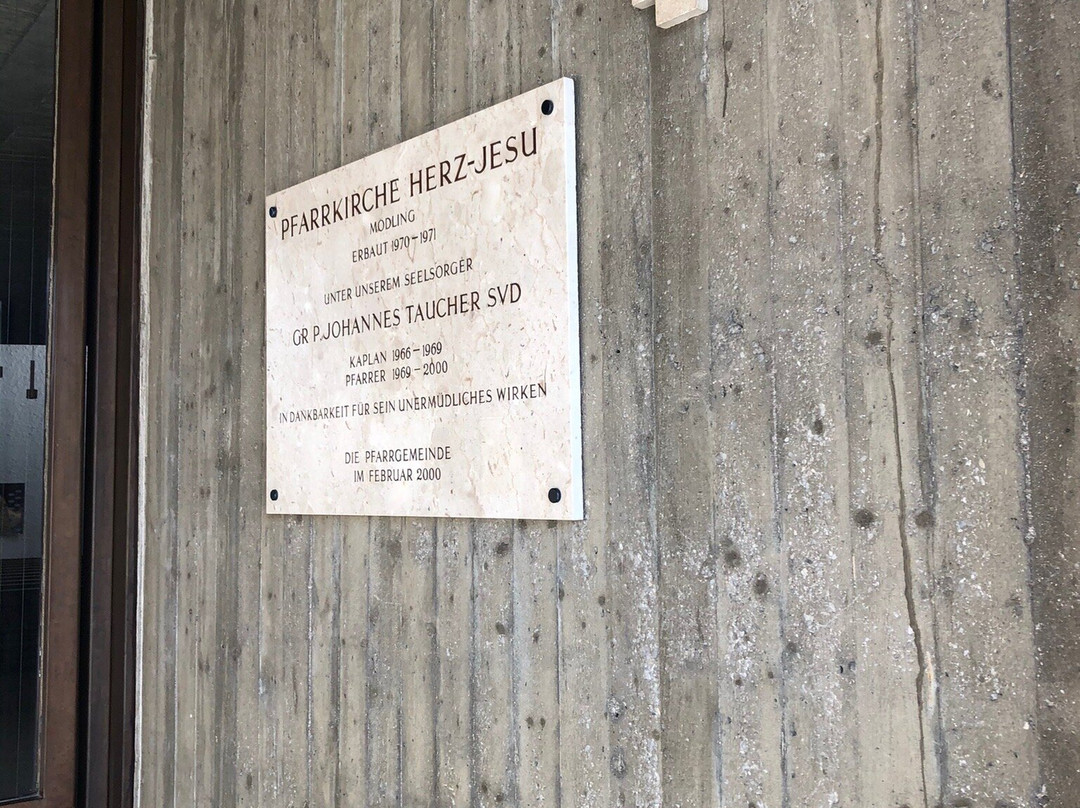 PFARRKIRCHE HERZ-JESU
MÖDLING
ERBAUT 1970–1971
UNTER UNSEREM SEELSORGER
GR P. JOHANNES TAUCHER SVD
KAPLAN 1966–1969
PFARRER 1969–2000
IN DANKBARKEIT FÜR SEIN UNERMÜDLICHES WIRKEN
DIE PFARRGEMEINDE
IM FEBRUAR 2000